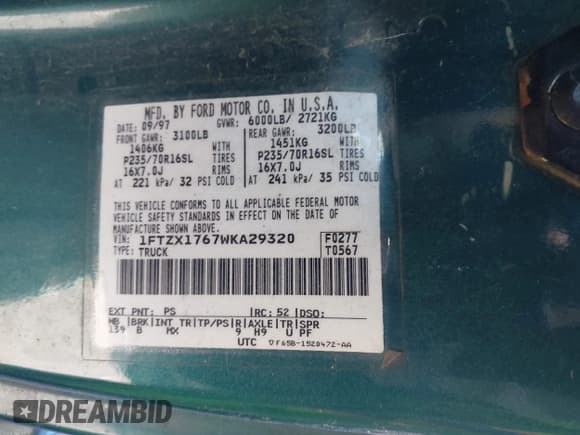 MFD. BY FORD MOTOR CO. IN U.S.A.
DATE: 09/97 GVWR: 6000LB/ 2721KG
FRONT GAWR: 3100LB REAR GAWR: 3200LB
1406KG WITH 1451KG WITH
P235/70R16SL TIRES P235/70R16SL TIRES
16X7.0J RIMS 16X7.0J RIMS
AT 221 kPa/ 32 PSI COLD AT 241 kPa/ 35 PSI COLD
THIS VEHICLE CONFORMS TO ALL APPLICABLE FEDERAL MOTOR
VEHICLE SAFETY STANDARDS IN EFFECT ON THE DATE OF
MANUFACTURE SHOWN ABOVE.
VIN: 1FTZX1767WKA29320 F0277
TYPE: TRUCK T0567
EXT PNT: PS RC: 52 DSO:
WB BRK INT TR TP/PS R AXLE TR SPR
139 B MX 9 H9 U PF
UTC F65B-1520472-AA
DREAMBID